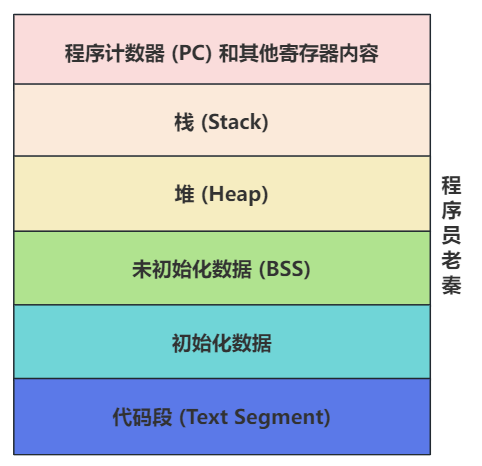 程序计数器 (PC) 和其他寄存器内容
栈 (Stack)
堆 (Heap)
未初始化数据 (BSS)
初始化数据
代码段 (Text Segment)
程序员老秦